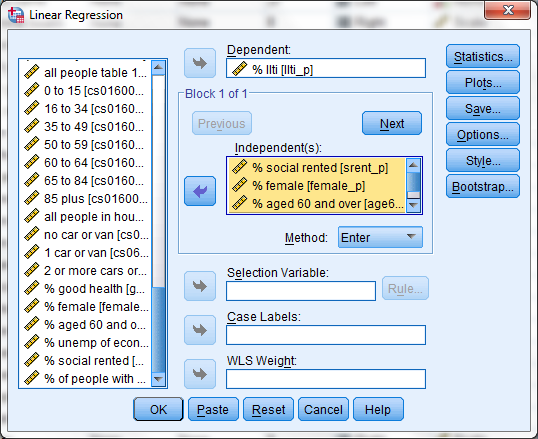 Linear Regression
all people table 1...
0 to 15 [cs01600...
16 to 34 [cs0160...
35 to 49 [cs0160...
50 to 59 [cs0160...
60 to 64 [cs0160...
65 to 84 [cs0160...
85 plus [cs01600...
all people in hou...
no car or van [cs0...
1 car or van [cs06...
2 or more cars or...
% good health [g...
% female [female...
% aged 60 and o...
% unemp of econ...
% social rented [...
% of people with ...
Dependent:
% llti [llti_p]
Block 1 of 1
Previous
Next
Independent(s):
% social rented [srent_p]
% female [female_p]
% aged 60 and over [age6...
Method:
Enter
Selection Variable:
Rule...
Case Labels:
WLS Weight:
Statistics...
Plots...
Save...
Options...
Style...
Bootstrap...
OK
Paste
Reset
Cancel
Help